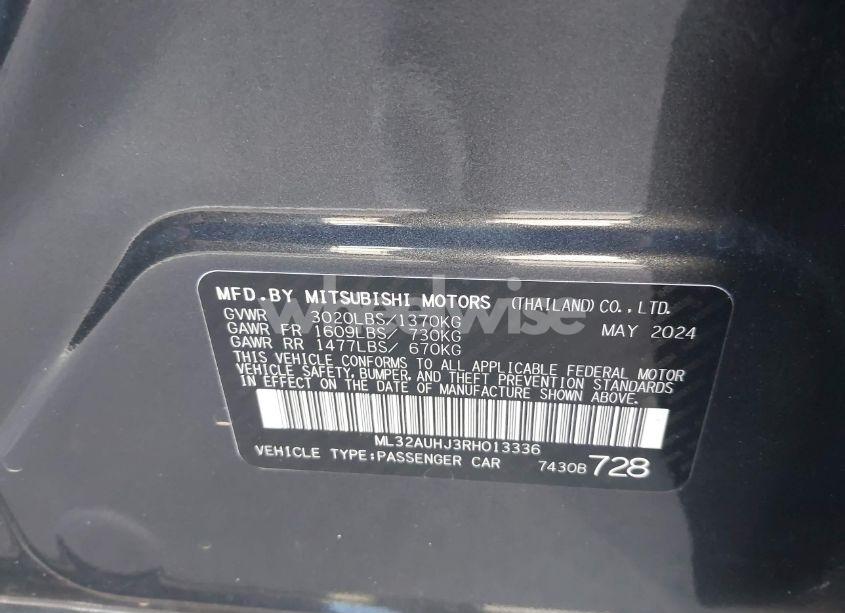 MFD.BY MITSUBISHI MOTORS (THAILAND)CO.,LTD.
GVWR 3020LBS/1370KG MAY 2024
GAWR FR 1609LBS/ 730KG
GAWR RR 1477LBS/ 670KG
THIS VEHICLE CONFORMS TO ALL APPLICABLE FEDERAL MOTOR
VEHICLE SAFETY,BUMPER,AND THEFT PREVENTION STANDARDS
IN EFFECT ON THE DATE OF MANUFACTURE SHOWN ABOVE.
ML32AUHJ3RH013336
VEHICLE TYPE:PASSENGER CAR 74308 728
wheelwise